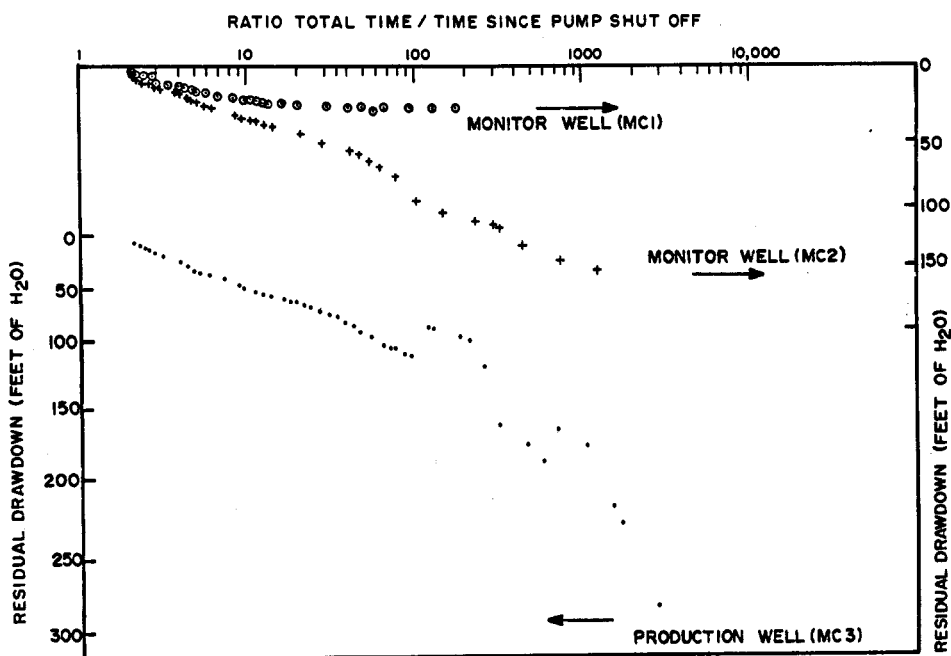 RATIO TOTAL TIME / TIME SINCE PUMP SHUT OFF
1 10 100 1000 10,000
0
50
100
150
MONITOR WELL (MC1)
MONITOR WELL (MC2)
0
50
100
150
200
250
300
RESIDUAL DRAWDOWN (FEET OF H2O)
RESIDUAL DRAWDOWN (FEET OF H2O)
PRODUCTION WELL (MC3)